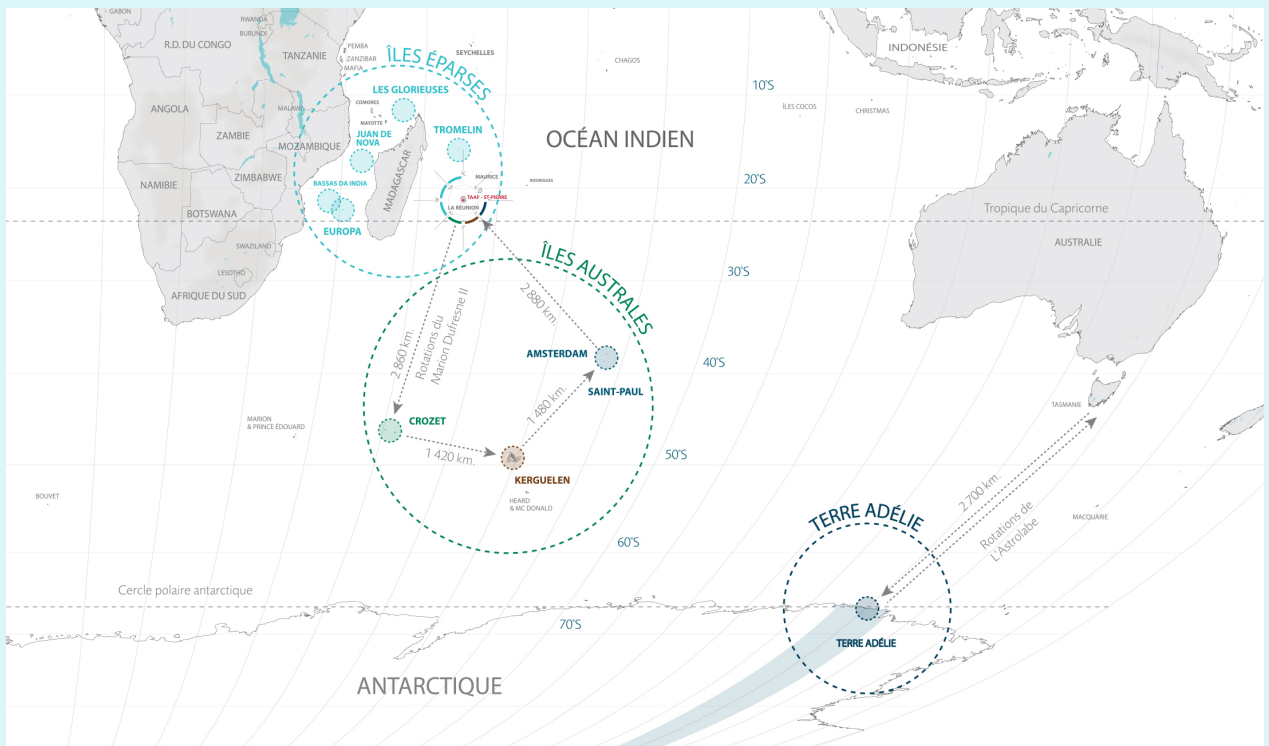 GABON
RWANDA
BURUNDI
R.D. DU CONGO
TANZANIE
PEMBA
ZANZIBAR
MAFIA
SEYCHELLES
CHAGOS
INDONÉSIE
ÎLES ÉPARSES
10°S
LES GLORIEUSES
ANGOLA
MALAWI
COMORES
MAYOTTE
ÎLES COCOS
CHRISTMAS
ZAMBIE
JUAN DE
NOVA
TROMELIN
OCÉAN INDIEN
MOZAMBIQUE
MADAGASCAR
NAMIBIE
ZIMBABWE
BASSAS DA INDIA
MAURICE
RODRIGUES
20°S
TAAF - ST-PIERRE
LA RÉUNION
BOTSWANA
EUROPA
Tropique du Capricorne
AUSTRALIE
SWAZILAND
LESOTHO
AFRIQUE DU SUD
ÎLES AUSTRALES
30°S
2 860 km.
Rotations du
Marion Dufresne II
2 880 km.
AMSTERDAM
SAINT-PAUL
40°S
1 480 km.
TASMANIE
MARION
& PRINCE ÉDOUARD
CROZET
1 420 km.
50°S
KERGUELEN
BOUVET
HEARD
& MC DONALD
2 700 km.
Rotations de
L'Astrolabe
MACQUARIE
TERRE ADÉLIE
60°S
Cercle polaire antarctique
70°S
TERRE ADÉLIE
ANTARCTIQUE